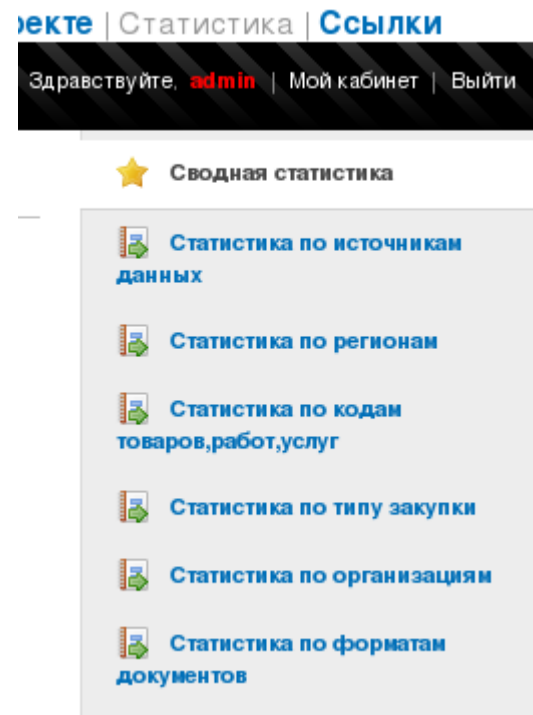 | Статистика | Ссылки
Здравствуйте, admin | Мой кабинет | Выйти
Сводная статистика
Статистика по источникам
данных
Статистика по регионам
Статистика по кодам
товаров,работ,услуг
Статистика по типу закупки
Статистика по организациям
Статистика по форматам
документов